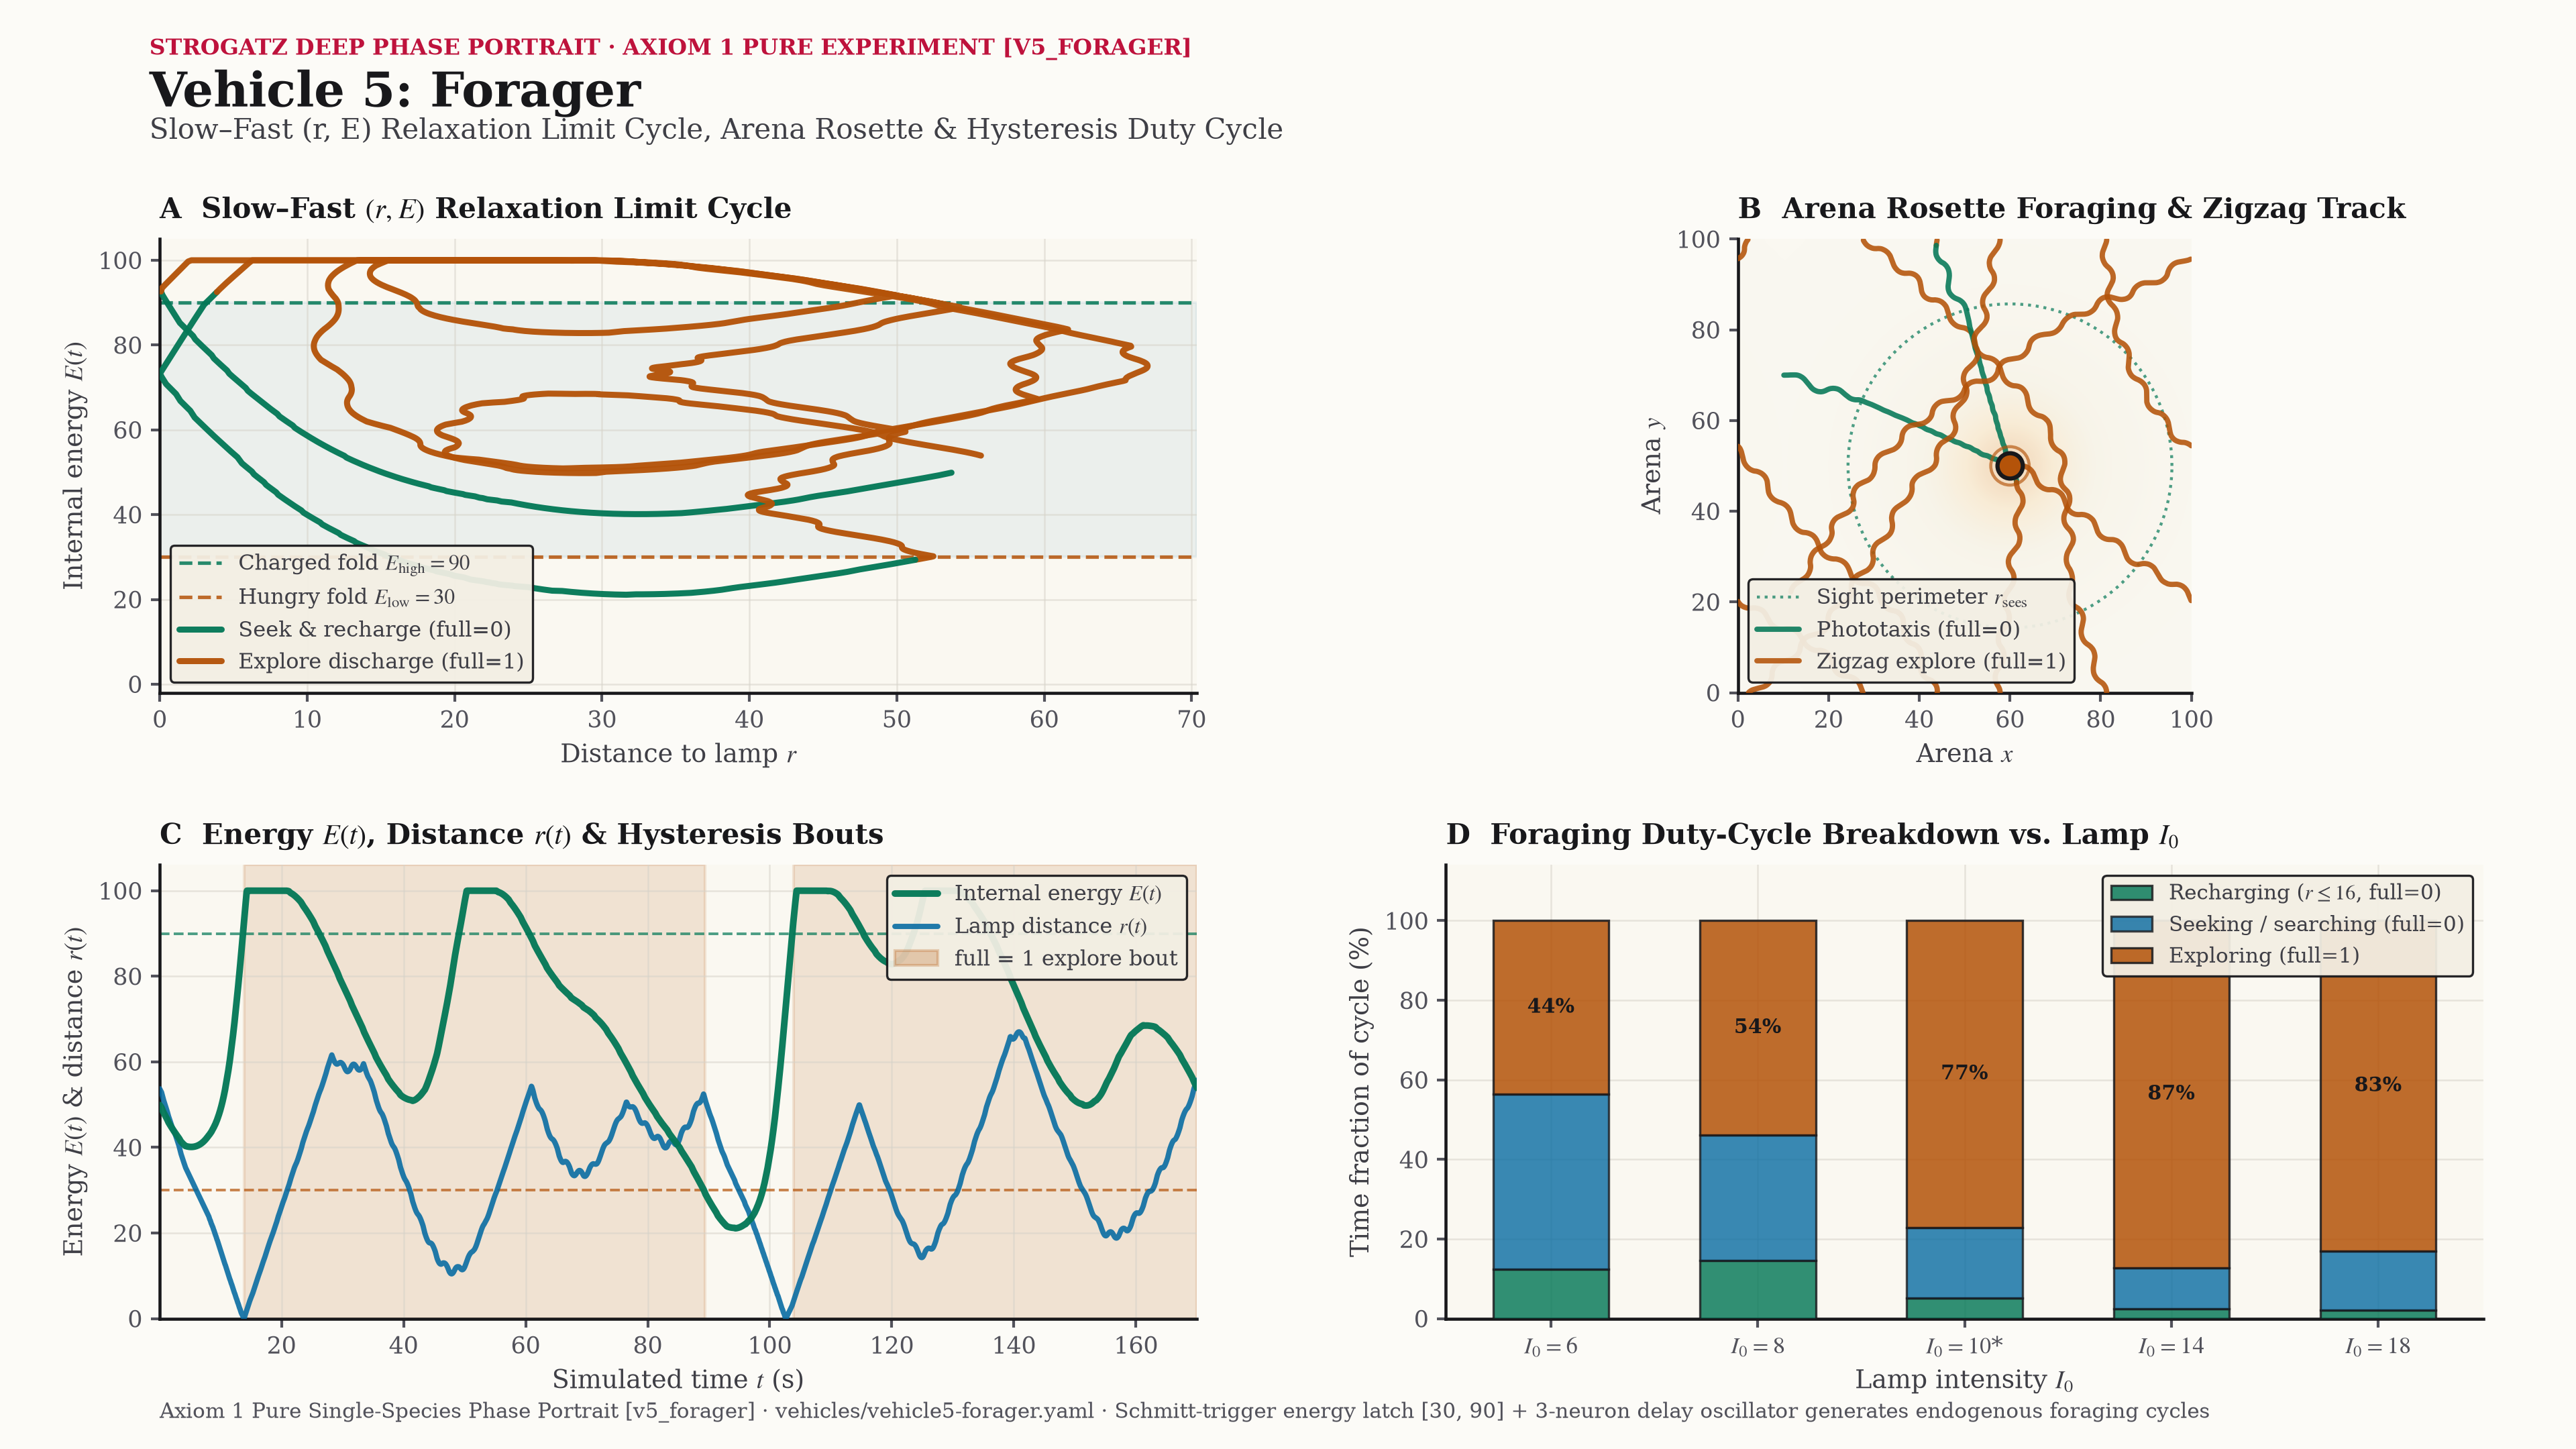 STROGATZ DEEP PHASE PORTRAIT · AXIOM 1 PURE EXPERIMENT [V5_FORAGER]
Vehicle 5: Forager
Slow–Fast (r, E) Relaxation Limit Cycle, Arena Rosette & Hysteresis Duty Cycle
A Slow–Fast (r, E) Relaxation Limit Cycle
Internal energy E(t)
100
80
60
40
20
0
Charged fold E_high = 90
Hungry fold E_low = 30
Seek & recharge (full=0)
Explore discharge (full=1)
0 10 20 30 40 50 60 70
Distance to lamp r
B Arena Rosette Foraging & Zigzag Track
Arena y
100
80
60
40
20
0
Sight perimeter r_sees
Phototaxis (full=0)
Zigzag explore (full=1)
0 20 40 60 80 100
Arena x
C Energy E(t), Distance r(t) & Hysteresis Bouts
Energy E(t) & distance r(t)
100
80
60
40
20
0
Internal energy E(t)
Lamp distance r(t)
full = 1 explore bout
20 40 60 80 100 120 140 160
Simulated time t (s)
D Foraging Duty-Cycle Breakdown vs. Lamp I₀
Time fraction of cycle (%)
100
80
60
40
20
0
Recharging (r ≤ 16, full=0)
Seeking / searching (full=0)
Exploring (full=1)
44%
54%
77%
87%
83%
I₀ = 6 I₀ = 8 I₀ = 10* I₀ = 14 I₀ = 18
Lamp intensity I₀
Axiom 1 Pure Single-Species Phase Portrait [v5_forager] · vehicles/vehicle5-forager.yaml · Schmitt-trigger energy latch [30, 90] + 3-neuron delay oscillator generates endogenous foraging cycles